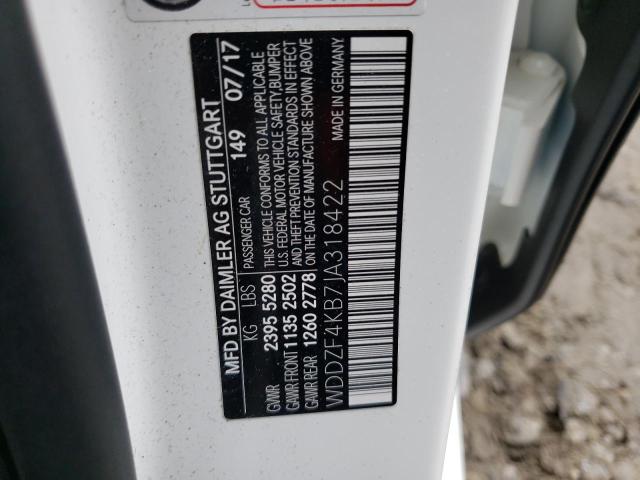 MFD BY DAIMLER AG STUTTGART
KG LBS PASSENGER CAR 149 07/17
GVWR 2395 5280 THIS VEHICLE CONFORMS TO ALL APPLICABLE
GAWR FRONT 1135 2502 U.S. FEDERAL MOTOR VEHICLE SAFETY, BUMPER
GAWR REAR 1260 2778 AND THEFT PREVENTION STANDARDS IN EFFECT
ON THE DATE OF MANUFACTURE SHOWN ABOVE.
WDDZF4KB7JA318422 MADE IN GERMANY